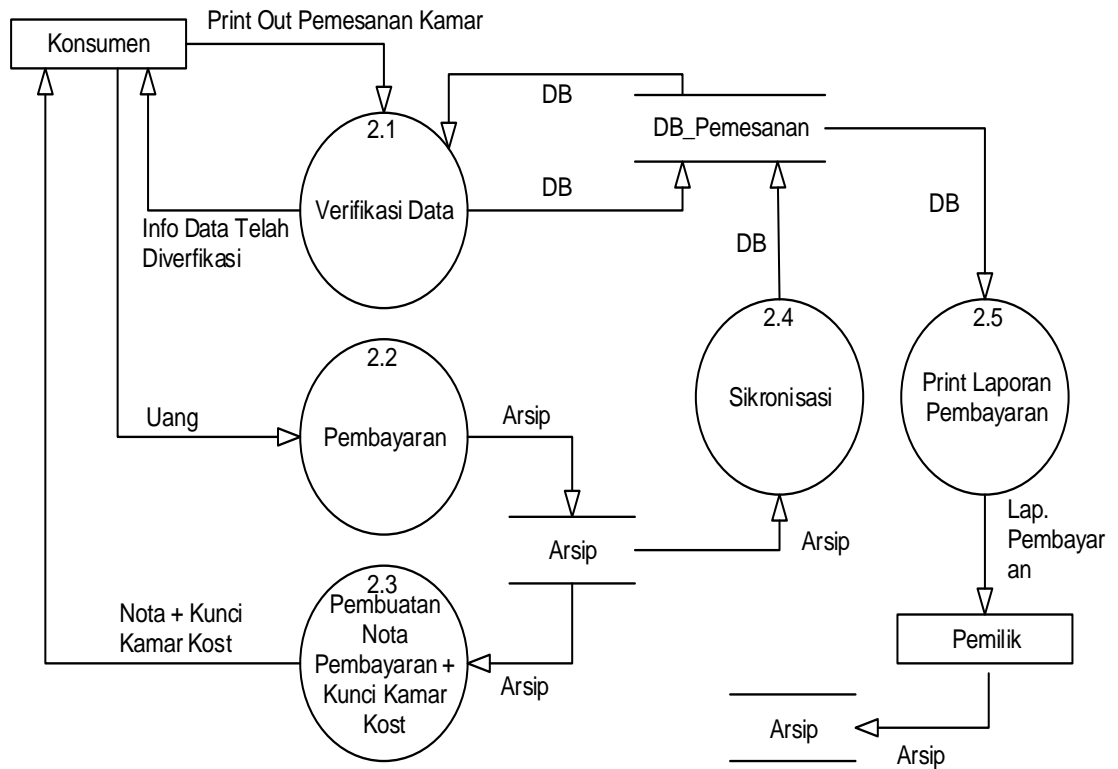 Print Out Pemesanan Kamar
Konsumen
DB
2.1
DB_Pemesanan
Verifikasi Data
DB
Info Data Telah
Diverfikasi
DB
DB
2.4
2.5
2.2
Sikronisasi
Print Laporan
Pembayaran
Uang
Arsip
Pembayaran
Lap.
Pembayar
an
Arsip
Arsip
2.3
Pembuatan
Nota
Pembayaran +
Kunci Kamar
Kost
Nota + Kunci
Kamar Kost
Arsip
Pemilik
Arsip
Arsip